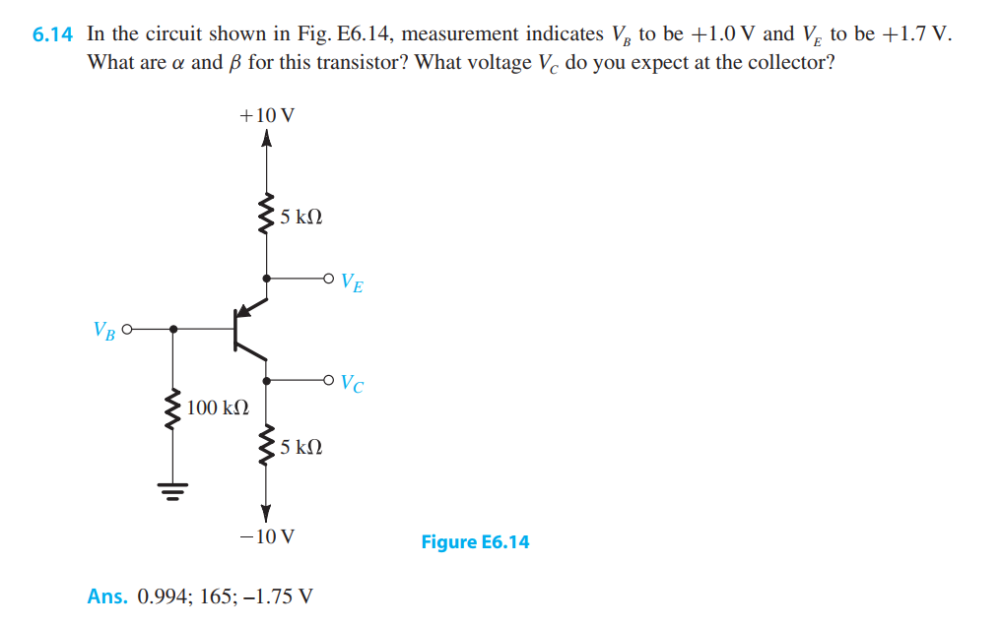 6.14 In the circuit shown in Fig. E6.14, measurement indicates V_B to be +1.0 V and V_E to be +1.7 V.
What are α and β for this transistor? What voltage V_C do you expect at the collector?
+10 V
5 kΩ
V_E
V_B
V_C
100 kΩ
5 kΩ
−10 V
Figure E6.14
Ans. 0.994; 165; –1.75 V